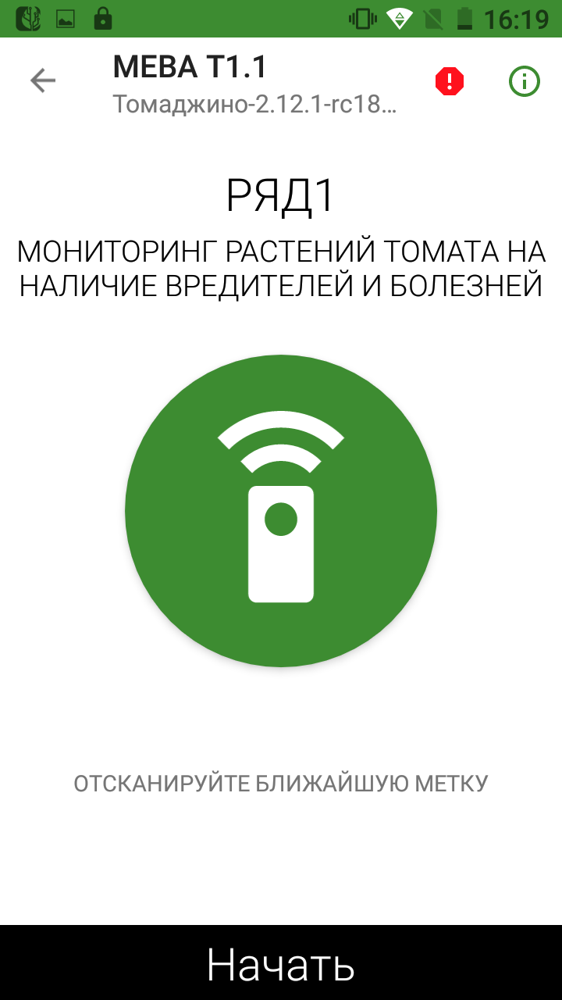 16:19
МЕВА Т1.1
Томаджино-2.12.1-rc18...
РЯД1
МОНИТОРИНГ РАСТЕНИЙ ТОМАТА НА
НАЛИЧИЕ ВРЕДИТЕЛЕЙ И БОЛЕЗНЕЙ
ОТСКАНИРУЙТЕ БЛИЖАЙШУЮ МЕТКУ
Начать